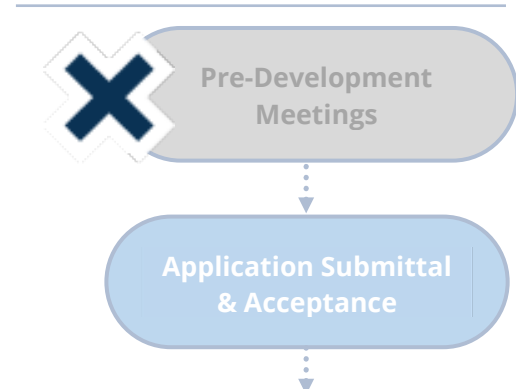 Pre-Development
Meetings
Application Submittal
& Acceptance